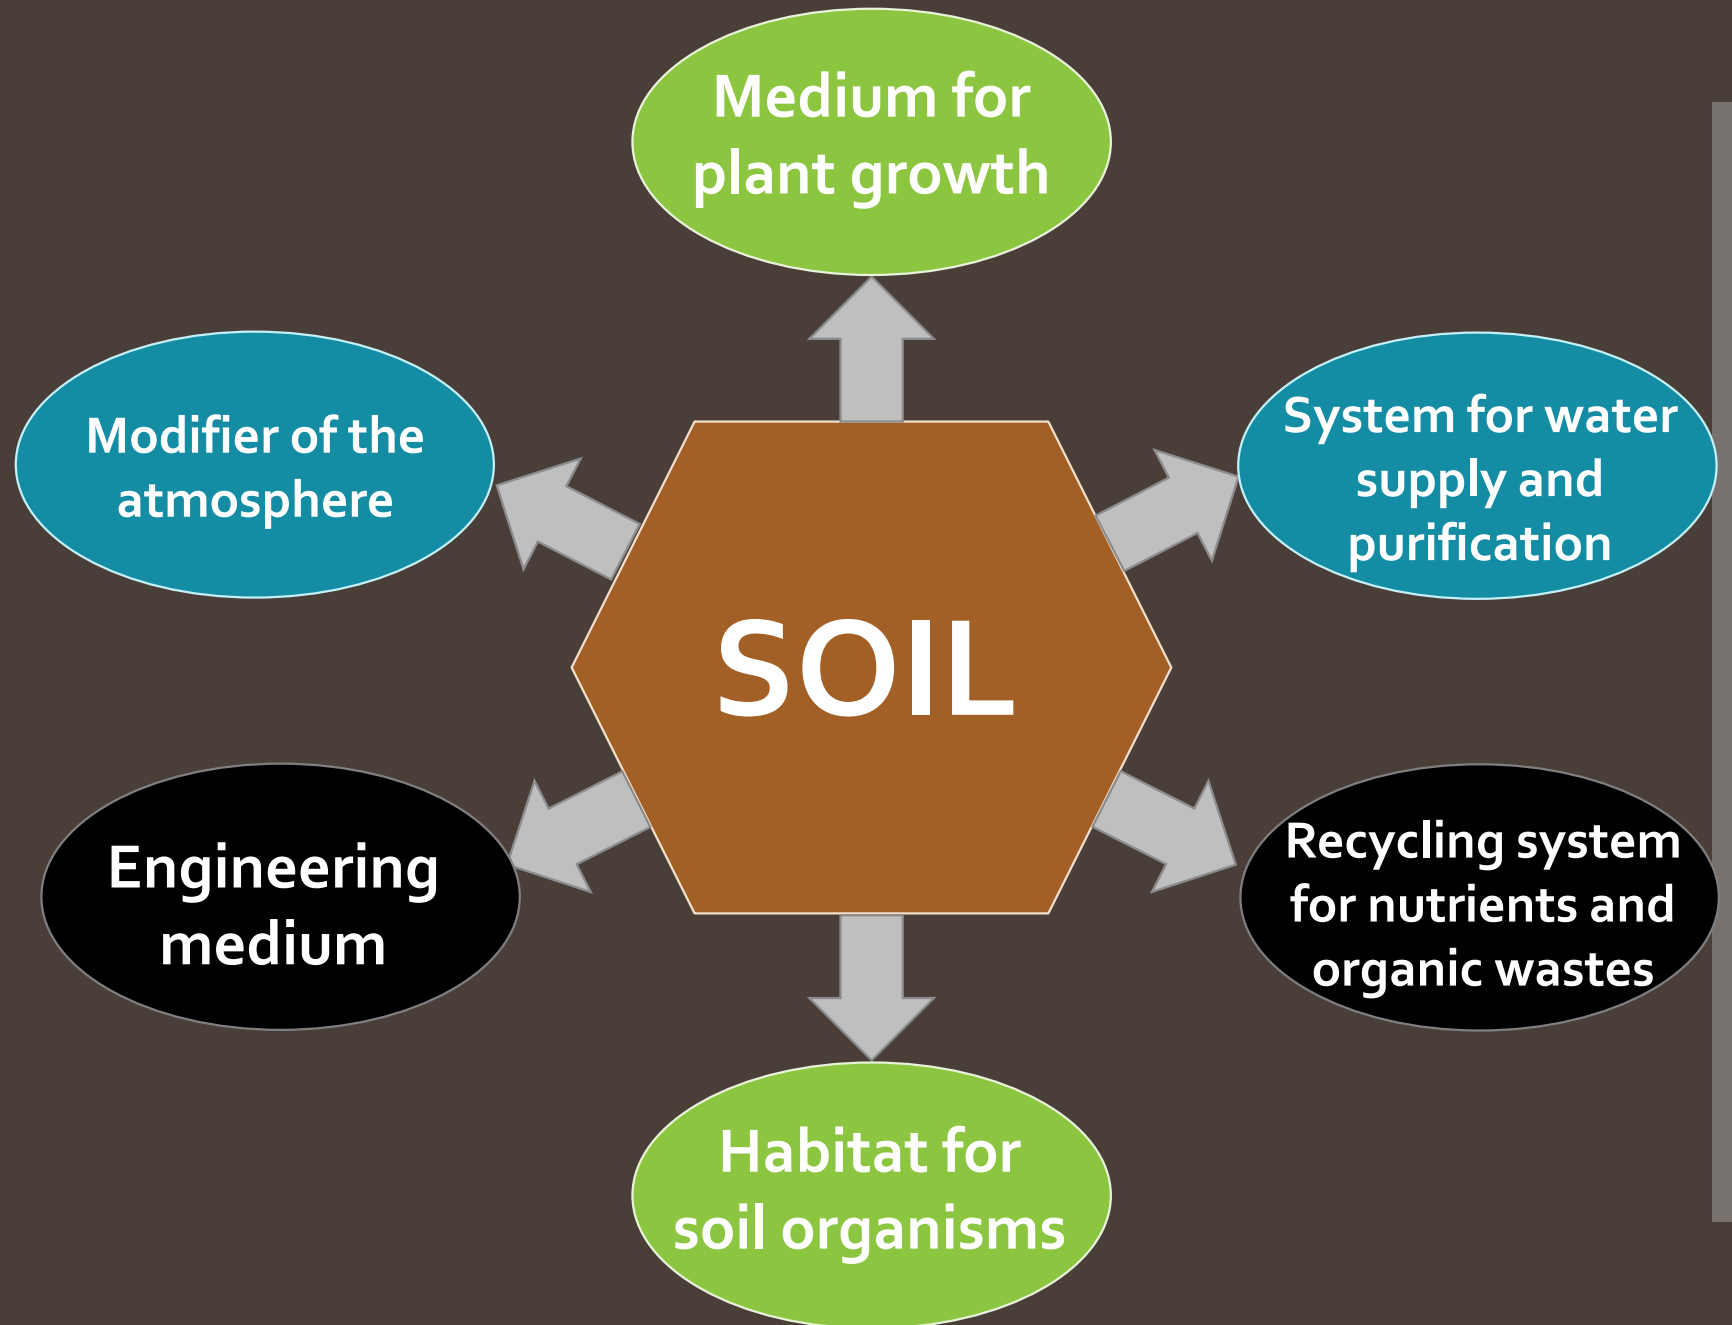 Medium for
plant growth
Modifier of the
atmosphere
System for water
supply and
purification
SOIL
Engineering
medium
Recycling system
for nutrients and
organic wastes
Habitat for
soil organisms